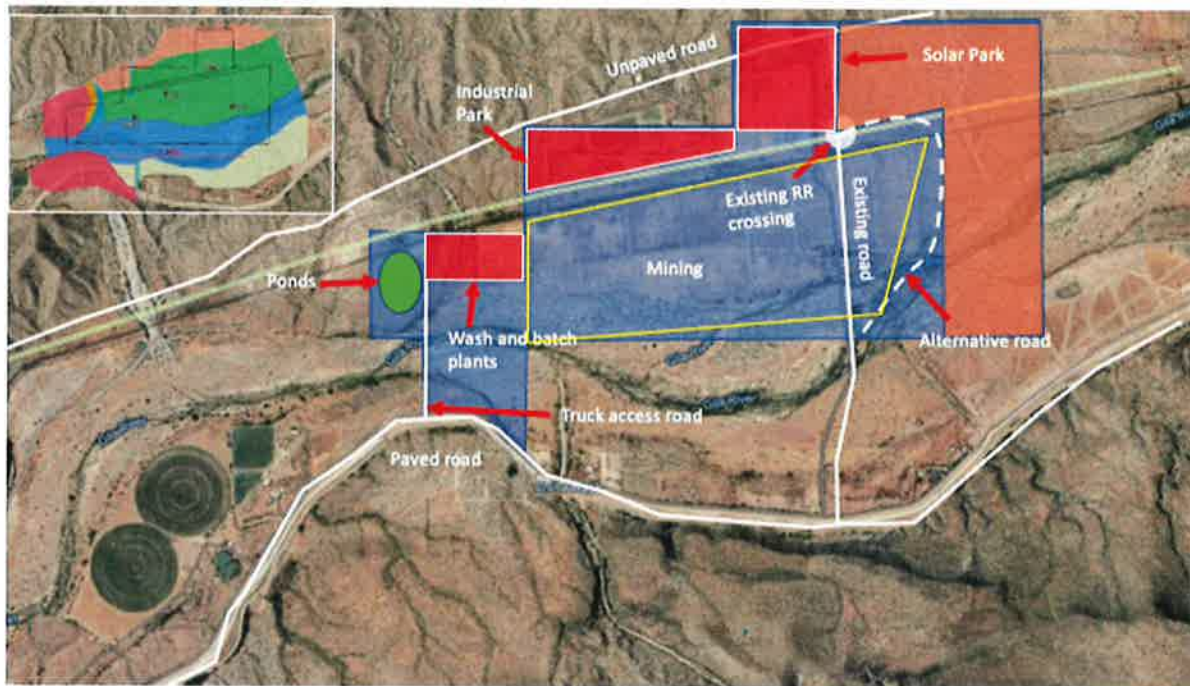 Unpaved road
Solar Park
Industrial
Park
Existing RR
crossing
Existing road
Mining
Ponds
Wash and batch
plants
Alternative road
Truck access road
Paved road